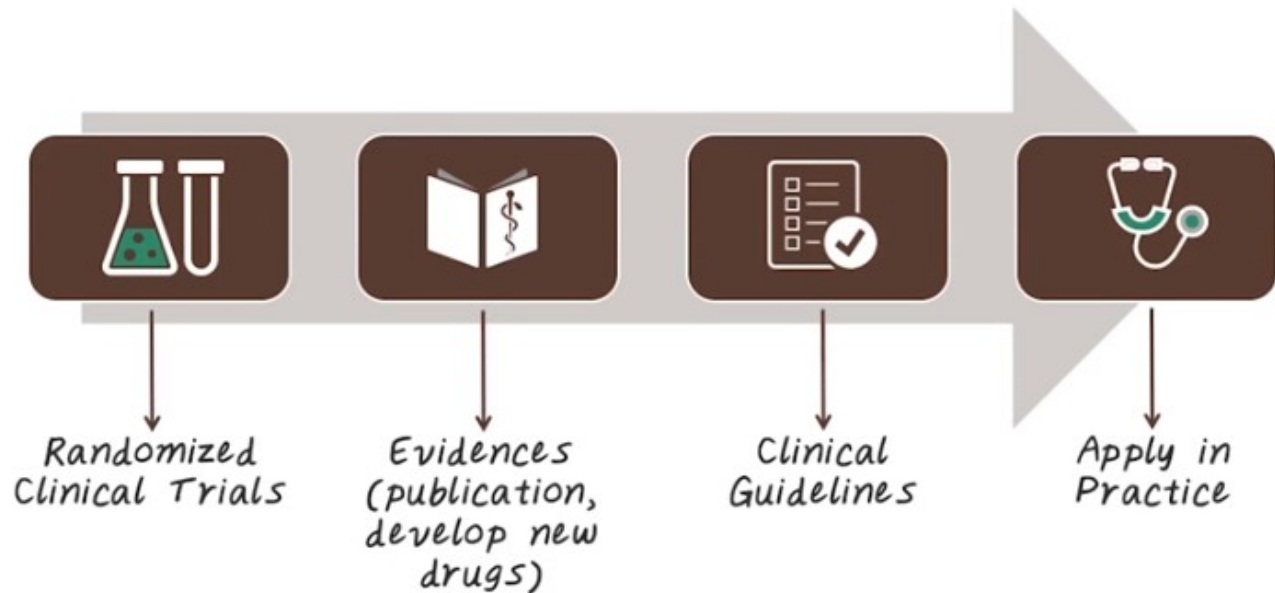 Randomized
Clinical Trials
Evidences
(publication,
develop new
drugs)
Clinical
Guidelines
Apply in
Practice